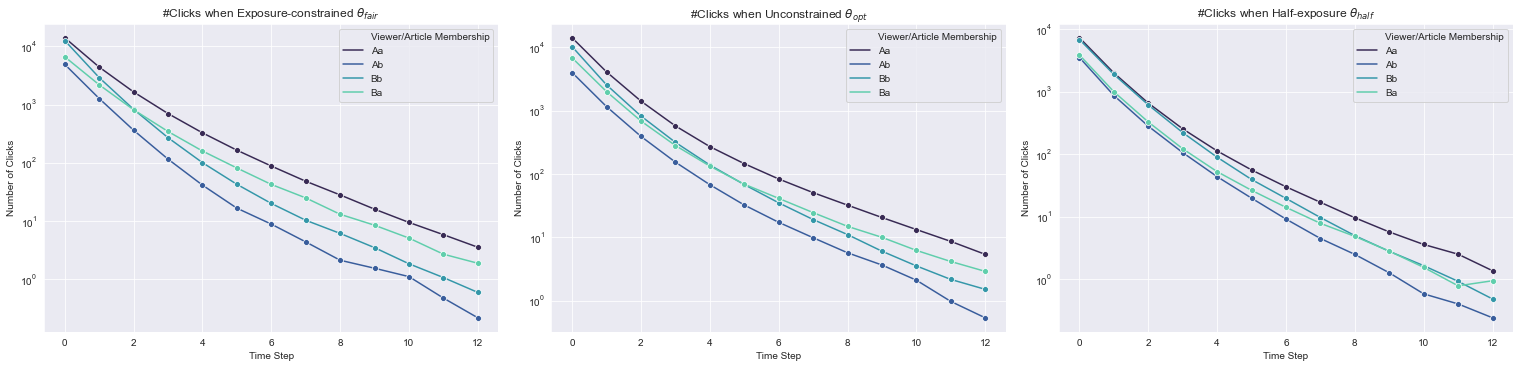 #Clicks when Exposure-constrained θ_fair
Number of Clicks
10^4
10^3
10^2
10^1
10^0
Viewer/Article Membership
Aa
Ab
Bb
Ba
0 2 4 6 8 10 12
Time Step
#Clicks when Unconstrained θ_opt
Number of Clicks
10^4
10^3
10^2
10^1
10^0
Viewer/Article Membership
Aa
Ab
Bb
Ba
0 2 4 6 8 10 12
Time Step
#Clicks when Half-exposure θ_half
Number of Clicks
10^4
10^3
10^2
10^1
10^0
Viewer/Article Membership
Aa
Ab
Bb
Ba
0 2 4 6 8 10 12
Time Step